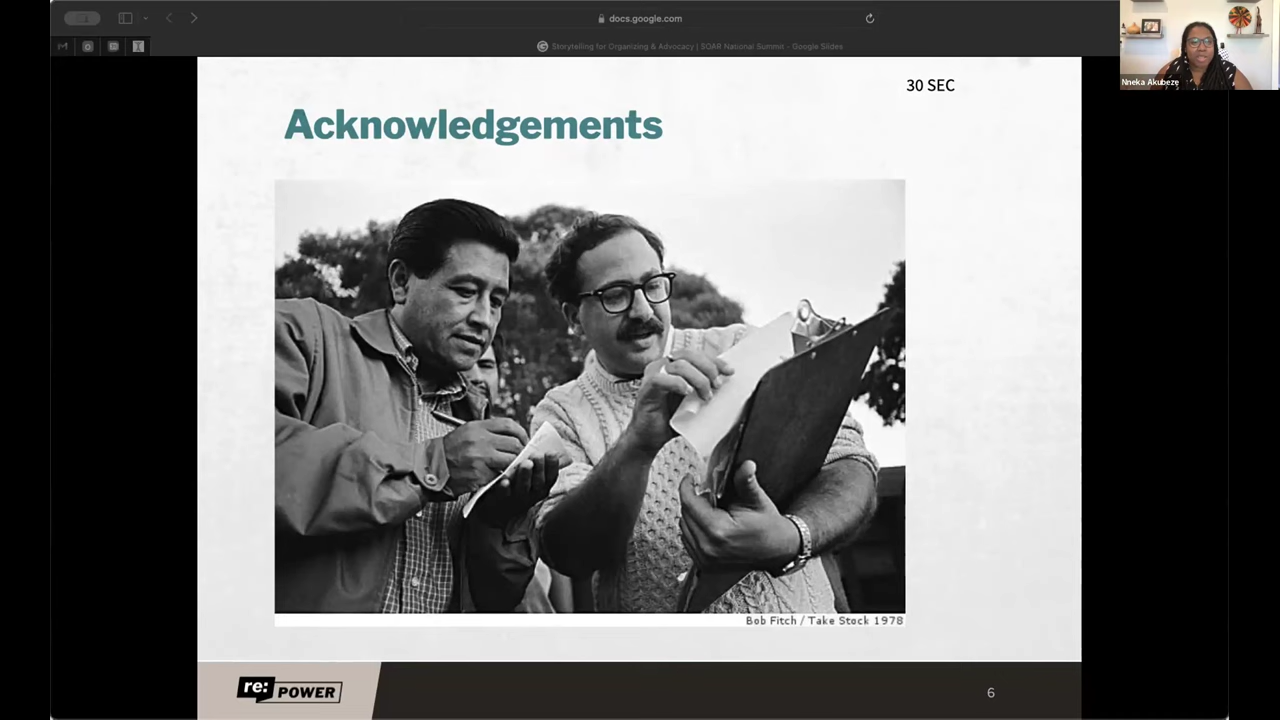 docs.google.com
Storytelling for Organizing & Advocacy | SOAR National Summit - Google Slides
30 SEC
Nneka Akubeze
Acknowledgements
Bob Fitch / Take Stock 1978
re: POWER
6